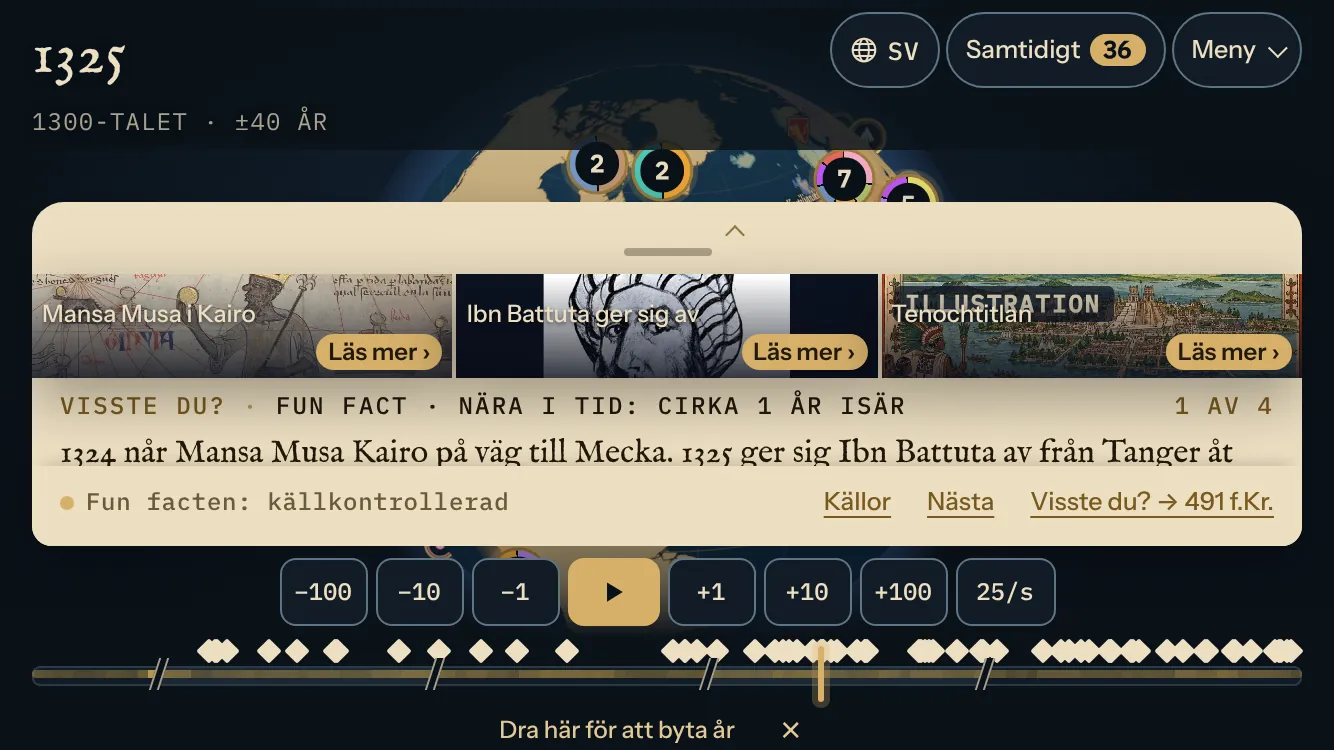 1325
SV
Samtidigt 36
Meny
1300-TALET · ±40 ÅR
2
2
7
Mansa Musa i Kairo
Läs mer ›
Ibn Battuta ger sig av
Läs mer ›
ILLUSTRATION
Tenochtitlan
Läs mer ›
VISSTE DU? · FUN FACT · NÄRA I TID: CIRKA 1 ÅR ISÄR
1 AV 4
1324 når Mansa Musa Kairo på väg till Mecka. 1325 ger sig Ibn Battuta av från Tanger åt
Fun facten: källkontrollerad
Källor
Nästa
Visste du? → 491 f.Kr.
−100
−10
−1
+1
+10
+100
25/s
Dra här för att byta år ×